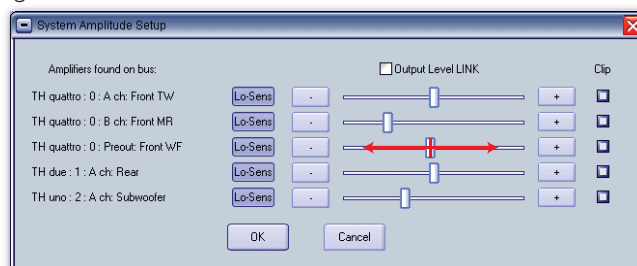 System Amplitude Setup
Amplifiers found on bus: Output Level LINK Clip
TH quattro : 0 : A ch: Front TW Lo-Sens - +
TH quattro : 0 : B ch: Front MR Lo-Sens - +
TH quattro : 0 : Preout: Front WF Lo-Sens - +
TH due : 1 : A ch: Rear Lo-Sens - +
TH uno : 2 : A ch: Subwoofer Lo-Sens - +
OK Cancel